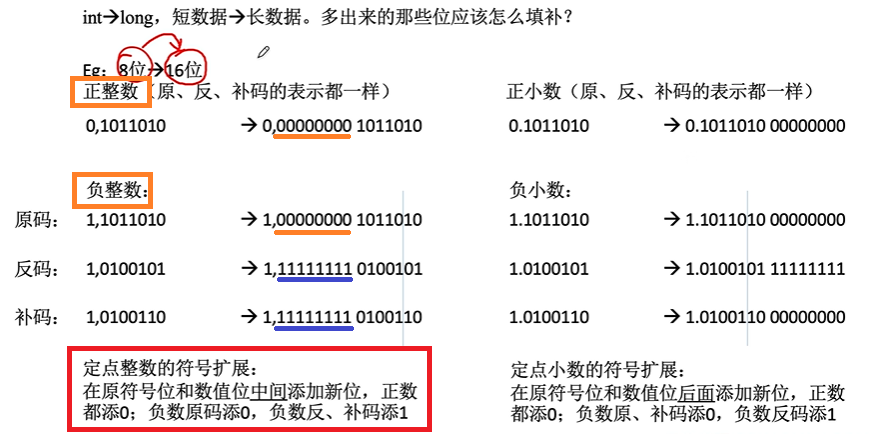 int→long，短数据→长数据。多出来的那些位应该怎么填补？
Eg：8位→16位
正整数（原、反、补码的表示都一样）
0,1011010 → 0,00000000 1011010
负整数：
原码： 1,1011010 → 1,00000000 1011010
反码： 1,0100101 → 1,11111111 0100101
补码： 1,0100110 → 1,11111111 0100110
定点整数的符号扩展：
在原符号位和数值位中间添加新位，正数
都添0；负数原码添0，负数反、补码添1
正小数（原、反、补码的表示都一样）
0.1011010 → 0.1011010 00000000
负小数：
1.1011010 → 1.1011010 00000000
1.0100101 → 1.0100101 11111111
1.0100110 → 1.0100110 00000000
定点小数的符号扩展：
在原符号位和数值位后面添加新位，正数
都添0；负数原、补码添0，负数反码添1